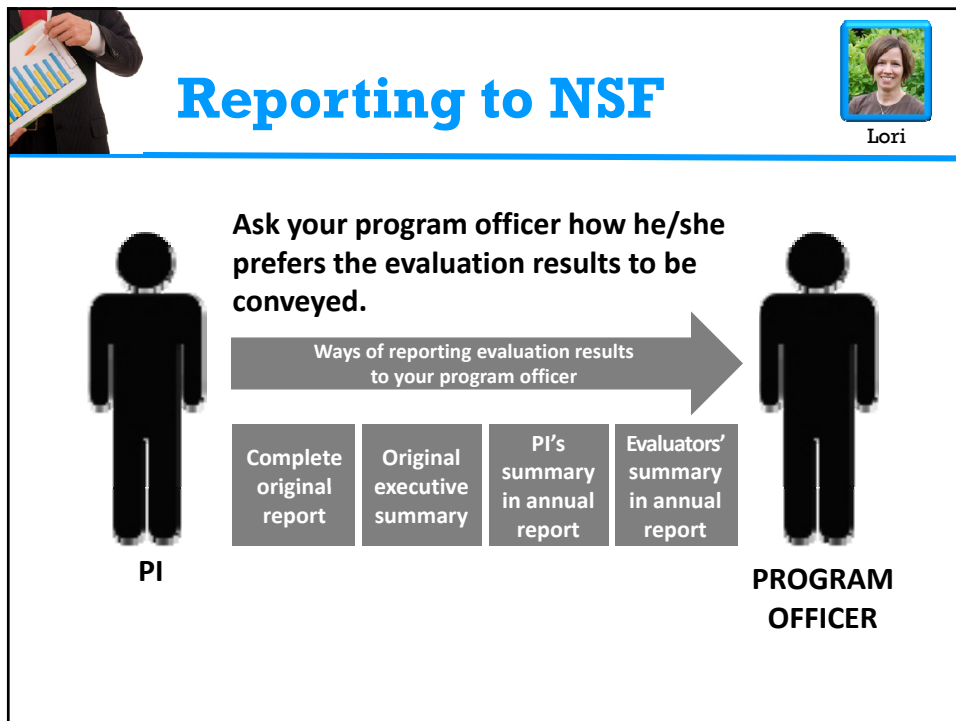 Reporting to NSF
Lori
Ask your program officer how he/she
prefers the evaluation results to be
conveyed.
Ways of reporting evaluation results
to your program officer
Complete
original
report
Original
executive
summary
PI’s
summary
in annual
report
Evaluators’
summary
in annual
report
PI
PROGRAM
OFFICER